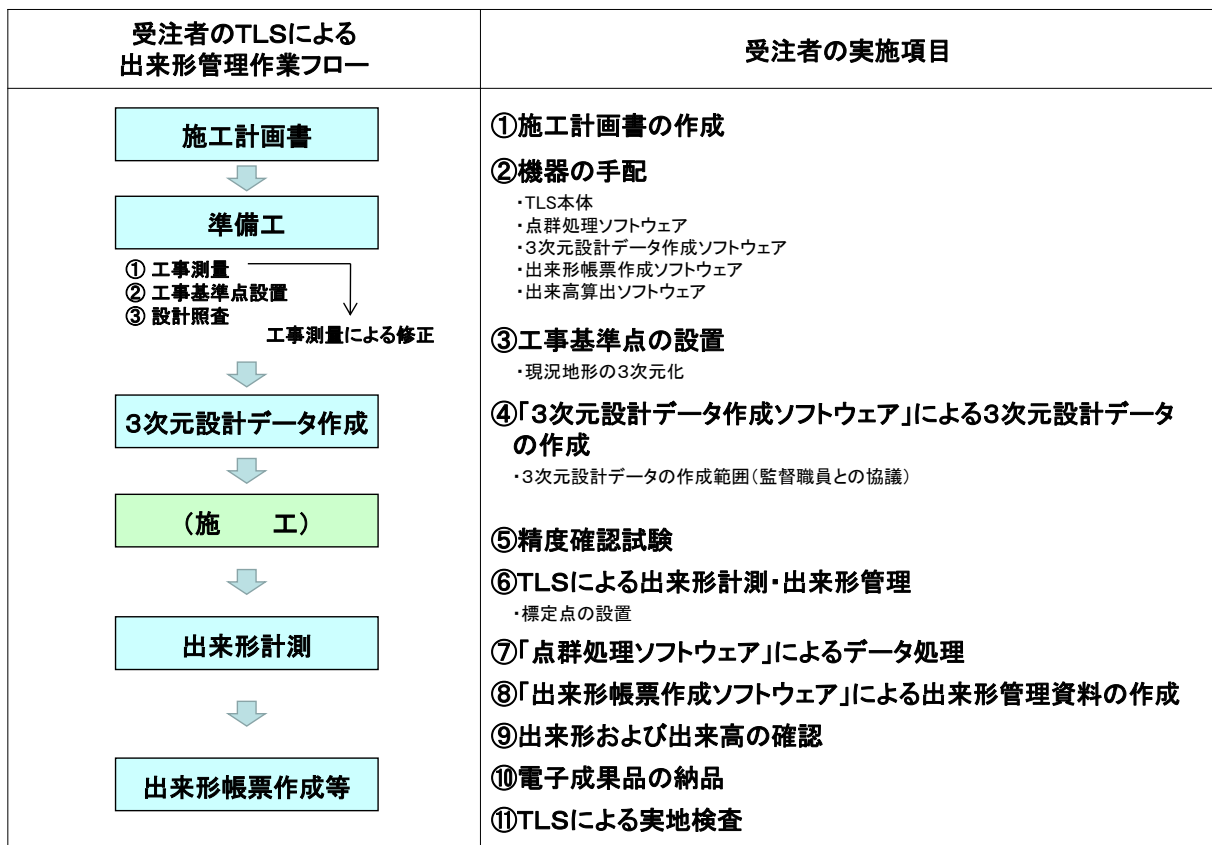 受注者のTLSによる
出来形管理作業フロー
受注者の実施項目
施工計画書
準備工
① 工事測量
② 工事基準点設置
③ 設計照査
工事測量による修正
3次元設計データ作成
(施　　工)
出来形計測
出来形帳票作成等
①施工計画書の作成
②機器の手配
・TLS本体
・点群処理ソフトウェア
・3次元設計データ作成ソフトウェア
・出来形帳票作成ソフトウェア
・出来高算出ソフトウェア
③工事基準点の設置
・現況地形の3次元化
④「3次元設計データ作成ソフトウェア」による3次元設計データ
の作成
・3次元設計データの作成範囲(監督職員との協議)
⑤精度確認試験
⑥TLSによる出来形計測・出来形管理
・標定点の設置
⑦「点群処理ソフトウェア」によるデータ処理
⑧「出来形帳票作成ソフトウェア」による出来形管理資料の作成
⑨出来形および出来高の確認
⑩電子成果品の納品
⑪TLSによる実地検査